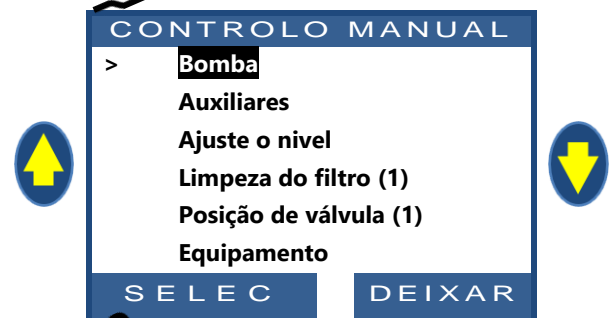 CONTROLO MANUAL
> Bomba
Auxiliares
Ajuste o nivel
Limpeza do filtro (1)
Posição de válvula (1)
Equipamento
SELEC DEIXAR